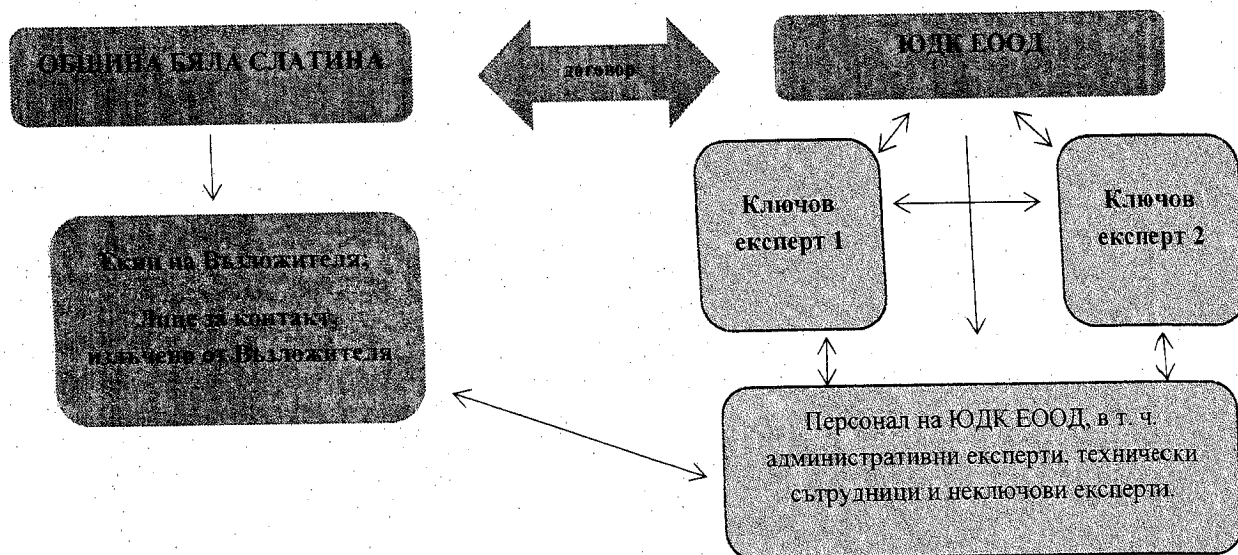 ОБЩИНА БЯЛА СЛАТИНА
договор
ЮДК ЕООД
Екип на Възложителя;
Лице за контакт,
излъчено от Възложителя
Ключов
експерт 1
Ключов
експерт 2
Персонал на ЮДК ЕООД, в т. ч.
административни експерти, технически
сътрудници и неключови експерти.